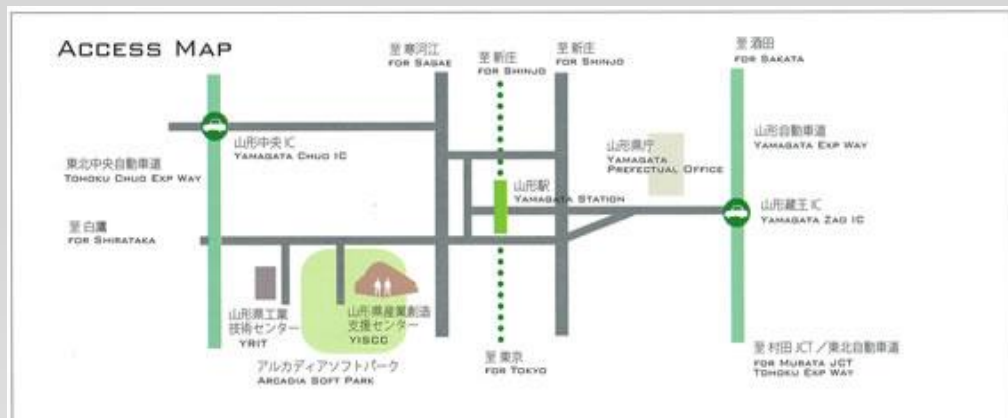 Access Map
至 寒河江
for Sagae
至 新庄
for Shinjo
至 新庄
for Shinjo
至 酒田
for Sakata
山形中央 IC
Yamagata Chuo IC
山形県庁
Yamagata
Prefectual Office
山形自動車道
Yamagata Exp Way
東北中央自動車道
Tohoku Chuo Exp Way
山形駅
Yamagata Station
山形蔵王 IC
Yamagata Zao IC
至 白鷹
for Shirataka
山形県工業
技術センター
YRIT
山形県産業創造
支援センター
YISCC
アルカディアソフトパーク
Arcadia Soft Park
至 東京
for Tokyo
至 村田 JCT／東北自動車道
for Murata JCT
Tohoku Exp Way